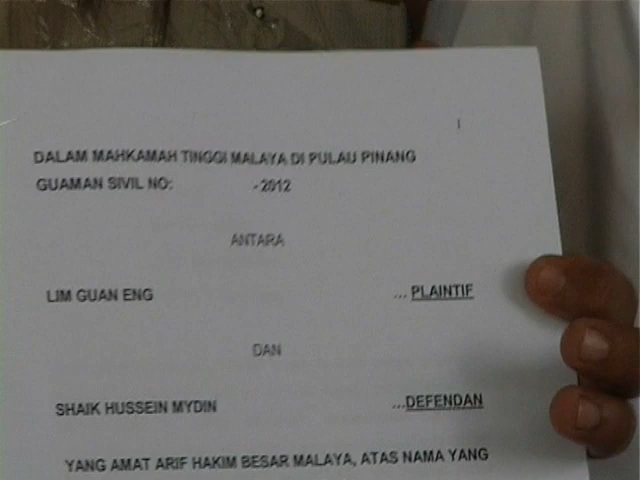 DALAM MAHKAMAH TINGGI MALAYA DI PULAU PINANG
GUAMAN SIVIL NO: - 2012
ANTARA
LIM GUAN ENG ... PLAINTIF
DAN
SHAIK HUSSEIN MYDIN ...DEFENDAN
YANG AMAT ARIF HAKIM BESAR MALAYA, ATAS NAMA YANG